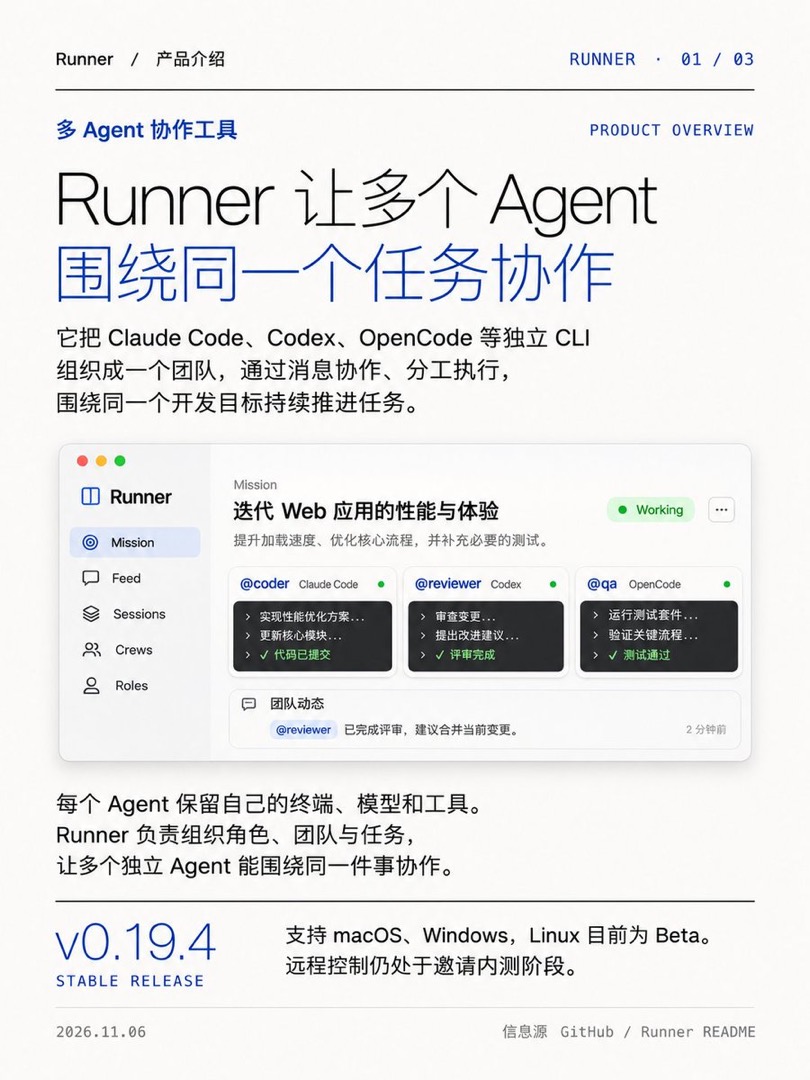 Runner / 产品介绍
RUNNER · 01 / 03
多 Agent 协作工具
PRODUCT OVERVIEW
Runner 让多个 Agent
围绕同一个任务协作
它把 Claude Code、Codex、OpenCode 等独立 CLI
组织成一个团队，通过消息协作、分工执行，
围绕同一个开发目标持续推进任务。
Runner
Mission
Feed
Sessions
Crews
Roles
Mission
迭代 Web 应用的性能与体验
Working
提升加载速度、优化核心流程，并补充必要的测试。
@coder Claude Code
> 实现性能优化方案...
> 更新核心模块...
> ✓ 代码已提交
@reviewer Codex
> 审查变更...
> 提出改进建议...
> ✓ 评审完成
@qa OpenCode
> 运行测试套件...
> 验证关键流程...
> ✓ 测试通过
团队动态
@reviewer 已完成评审，建议合并当前变更。
2 分钟前
每个 Agent 保留自己的终端、模型和工具。
Runner 负责组织角色、团队与任务，
让多个独立 Agent 能围绕同一件事协作。
v0.19.4
STABLE RELEASE
支持 macOS、Windows，Linux 目前为 Beta。
远程控制仍处于邀请内测阶段。
2026.11.06
信息源 GitHub / Runner README